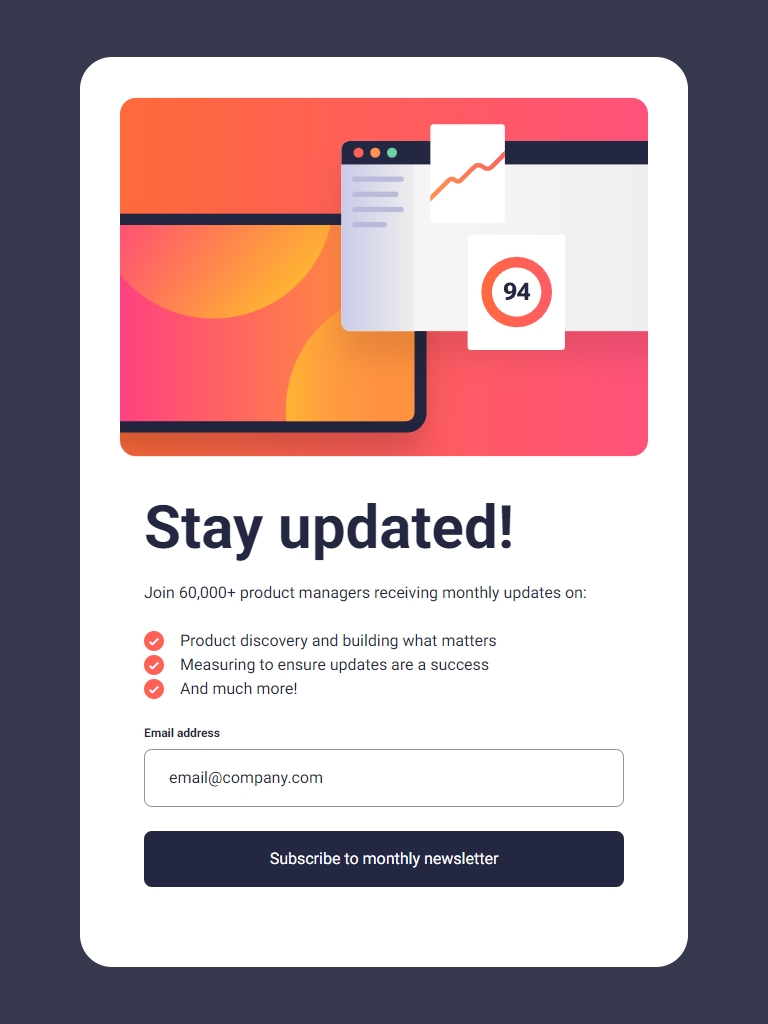 94
Stay updated!
Join 60,000+ product managers receiving monthly updates on:
Product discovery and building what matters
Measuring to ensure updates are a success
And much more!
Email address
email@company.com
Subscribe to monthly newsletter